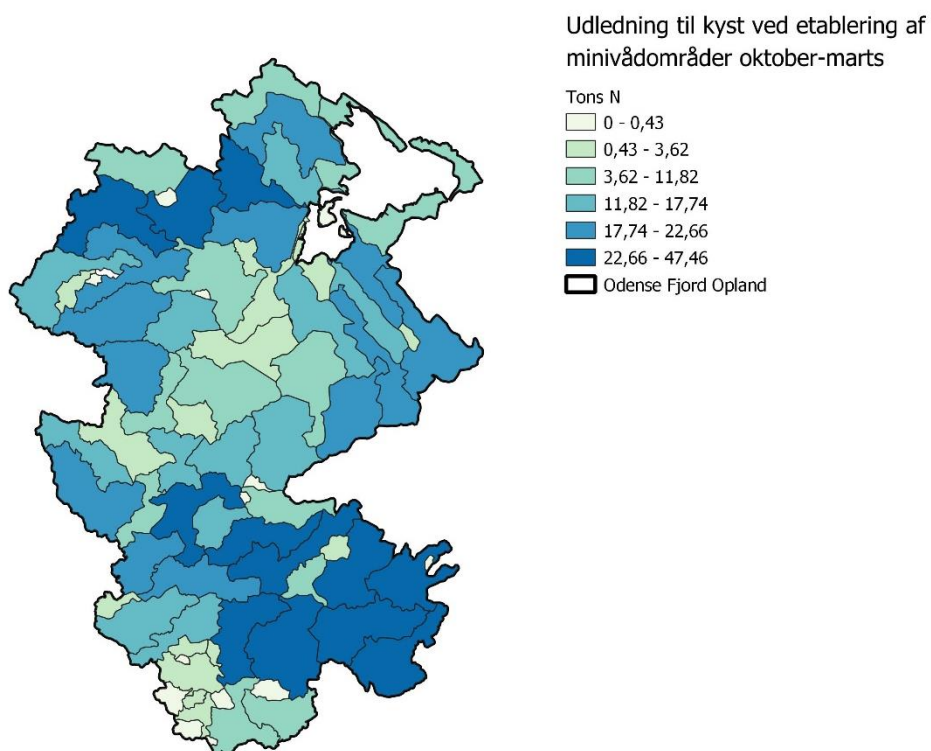 Udledning til kyst ved etablering af
minivådområder oktober-marts
Tons N
0 - 0,43
0,43 - 3,62
3,62 - 11,82
11,82 - 17,74
17,74 - 22,66
22,66 - 47,46
Odense Fjord Opland